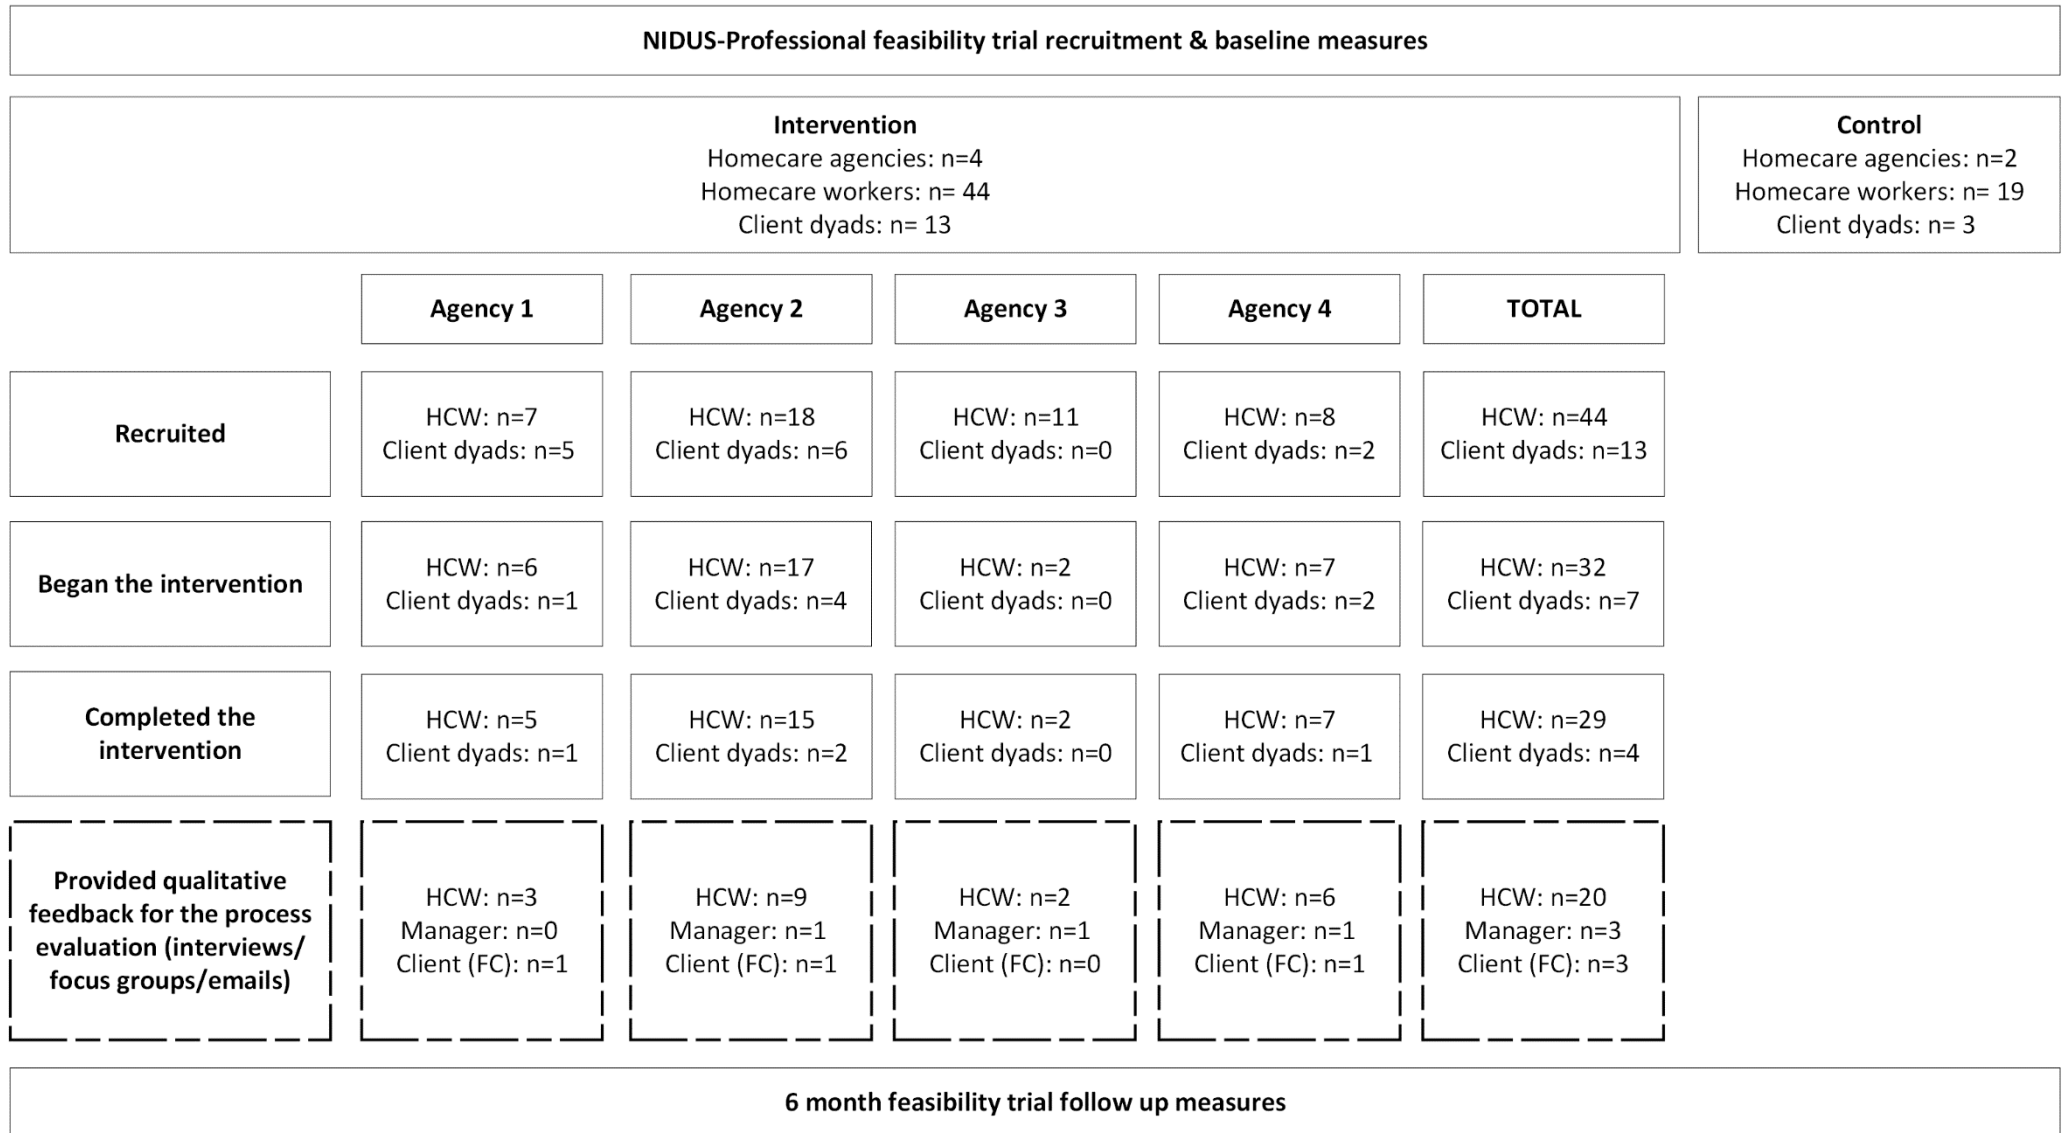 NIDUS-Professional feasibility trial recruitment & baseline measures
Intervention
Homecare agencies: n=4
Homecare workers: n= 44
Client dyads: n= 13
Control
Homecare agencies: n=2
Homecare workers: n= 19
Client dyads: n= 3
Agency 1
Agency 2
Agency 3
Agency 4
TOTAL
Recruited
HCW: n=7
Client dyads: n=5
HCW: n=18
Client dyads: n=6
HCW: n=11
Client dyads: n=0
HCW: n=8
Client dyads: n=2
HCW: n=44
Client dyads: n=13
Began the intervention
HCW: n=6
Client dyads: n=1
HCW: n=17
Client dyads: n=4
HCW: n=2
Client dyads: n=0
HCW: n=7
Client dyads: n=2
HCW: n=32
Client dyads: n=7
Completed the
intervention
HCW: n=5
Client dyads: n=1
HCW: n=15
Client dyads: n=2
HCW: n=2
Client dyads: n=0
HCW: n=7
Client dyads: n=1
HCW: n=29
Client dyads: n=4
Provided qualitative
feedback for the process
evaluation (interviews/
focus groups/emails)
HCW: n=3
Manager: n=0
Client (FC): n=1
HCW: n=9
Manager: n=1
Client (FC): n=1
HCW: n=2
Manager: n=1
Client (FC): n=0
HCW: n=6
Manager: n=1
Client (FC): n=1
HCW: n=20
Manager: n=3
Client (FC): n=3
6 month feasibility trial follow up measures